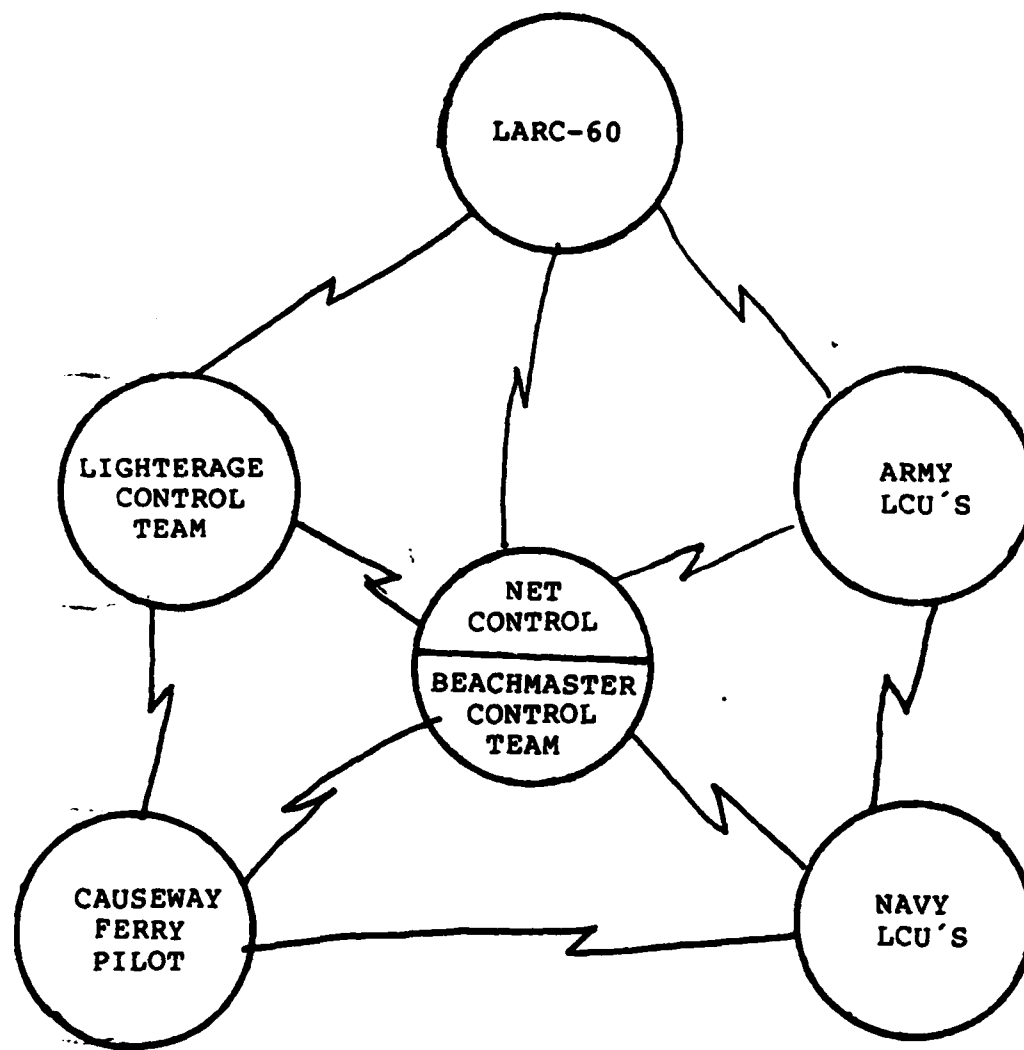 LARC-60
LIGHTERAGE
CONTROL
TEAM
ARMY
LCU´S
NET
CONTROL
BEACHMASTER
CONTROL
TEAM
CAUSEWAY
FERRY
PILOT
NAVY
LCU´S